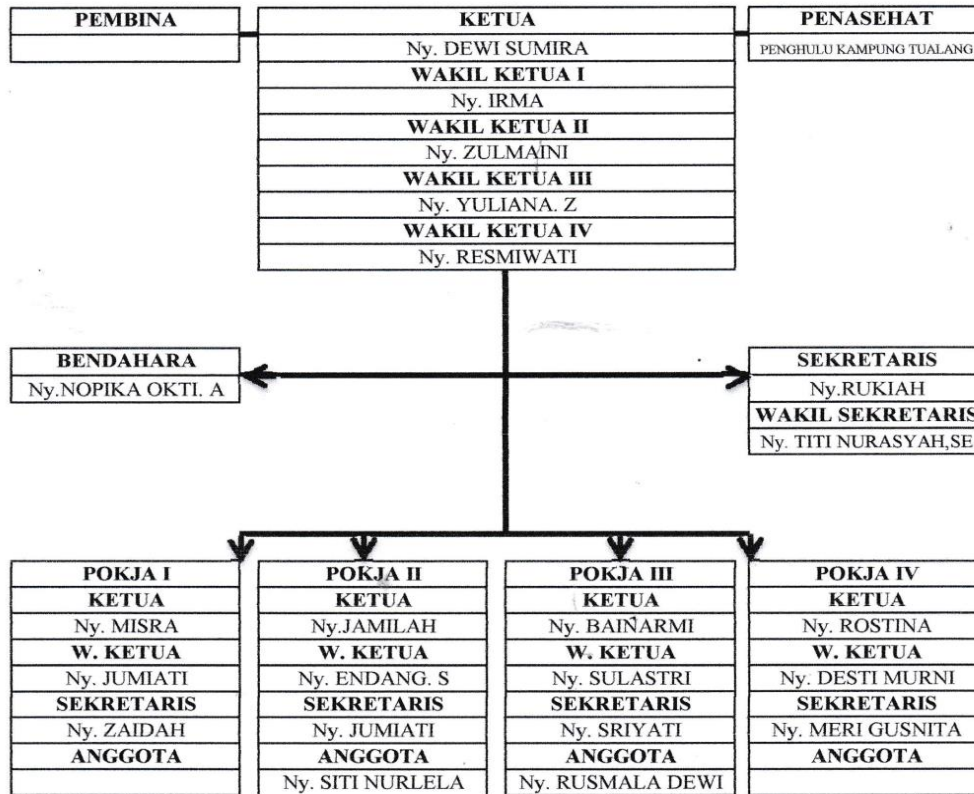 PEMBINA
KETUA
Ny. DEWI SUMIRA
WAKIL KETUA I
Ny. IRMA
WAKIL KETUA II
Ny. ZULMAINI
WAKIL KETUA III
Ny. YULIANA. Z
WAKIL KETUA IV
Ny. RESMIWATI
PENASEHAT
PENGHULU KAMPUNG TUALANG
BENDAHARA
Ny.NOPIKA OKTI. A
SEKRETARIS
Ny.RUKIAH
WAKIL SEKRETARIS
Ny. TITI NURASYAH,SE
POKJA I
KETUA
Ny. MISRA
W. KETUA
Ny. JUMIATI
SEKRETARIS
Ny. ZAIDAH
ANGGOTA
POKJA II
KETUA
Ny.JAMILAH
W. KETUA
Ny. ENDANG. S
SEKRETARIS
Ny. JUMIATI
ANGGOTA
Ny. SITI NURLELA
POKJA III
KETUA
Ny. BAINARMI
W. KETUA
Ny. SULASTRI
SEKRETARIS
Ny. SRIYATI
ANGGOTA
Ny. RUSMALA DEWI
POKJA IV
KETUA
Ny. ROSTINA
W. KETUA
Ny. DESTI MURNI
SEKRETARIS
Ny. MERI GUSNITA
ANGGOTA